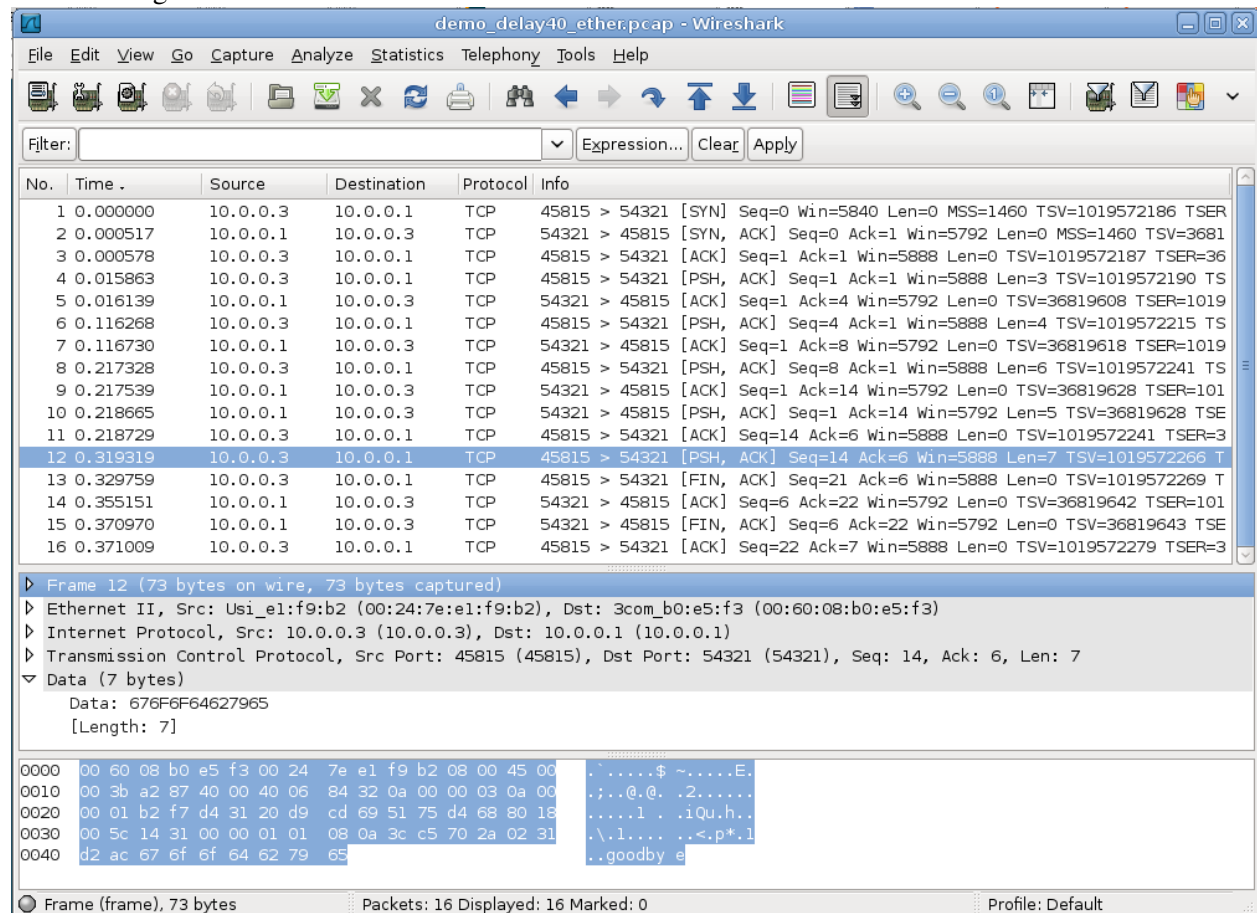 demo_delay40_ether.pcap - Wireshark
File Edit View Go Capture Analyze Statistics Telephony Tools Help
Filter: Expression... Clear Apply
No. Time Source Destination Protocol Info
1 0.000000 10.0.0.3 10.0.0.1 TCP 45815 > 54321 [SYN] Seq=0 Win=5840 Len=0 MSS=1460 TSV=1019572186 TSER
2 0.000517 10.0.0.1 10.0.0.3 TCP 54321 > 45815 [SYN, ACK] Seq=0 Ack=1 Win=5792 Len=0 MSS=1460 TSV=3681
3 0.000578 10.0.0.3 10.0.0.1 TCP 45815 > 54321 [ACK] Seq=1 Ack=1 Win=5888 Len=0 TSV=1019572187 TSER=36
4 0.015863 10.0.0.3 10.0.0.1 TCP 45815 > 54321 [PSH, ACK] Seq=1 Ack=1 Win=5888 Len=3 TSV=1019572190 TS
5 0.016139 10.0.0.1 10.0.0.3 TCP 54321 > 45815 [ACK] Seq=1 Ack=4 Win=5792 Len=0 TSV=36819608 TSER=1019
6 0.116268 10.0.0.3 10.0.0.1 TCP 45815 > 54321 [PSH, ACK] Seq=4 Ack=1 Win=5888 Len=4 TSV=1019572215 TS
7 0.116730 10.0.0.1 10.0.0.3 TCP 54321 > 45815 [ACK] Seq=1 Ack=8 Win=5792 Len=0 TSV=36819618 TSER=1019
8 0.217328 10.0.0.3 10.0.0.1 TCP 45815 > 54321 [PSH, ACK] Seq=8 Ack=1 Win=5888 Len=6 TSV=1019572241 TS
9 0.217539 10.0.0.1 10.0.0.3 TCP 54321 > 45815 [ACK] Seq=1 Ack=14 Win=5792 Len=0 TSV=36819628 TSER=101
10 0.218665 10.0.0.1 10.0.0.3 TCP 54321 > 45815 [PSH, ACK] Seq=1 Ack=14 Win=5792 Len=5 TSV=36819628 TSE
11 0.218729 10.0.0.3 10.0.0.1 TCP 45815 > 54321 [ACK] Seq=14 Ack=6 Win=5888 Len=0 TSV=1019572241 TSER=3
12 0.319319 10.0.0.3 10.0.0.1 TCP 45815 > 54321 [PSH, ACK] Seq=14 Ack=6 Win=5888 Len=7 TSV=1019572266 T
13 0.329759 10.0.0.3 10.0.0.1 TCP 45815 > 54321 [FIN, ACK] Seq=21 Ack=6 Win=5888 Len=0 TSV=1019572269 T
14 0.355151 10.0.0.1 10.0.0.3 TCP 54321 > 45815 [ACK] Seq=6 Ack=22 Win=5792 Len=0 TSV=36819642 TSER=101
15 0.370970 10.0.0.1 10.0.0.3 TCP 54321 > 45815 [FIN, ACK] Seq=6 Ack=22 Win=5792 Len=0 TSV=36819643 TSE
16 0.371009 10.0.0.3 10.0.0.1 TCP 45815 > 54321 [ACK] Seq=22 Ack=7 Win=5888 Len=0 TSV=1019572279 TSER=3
Frame 12 (73 bytes on wire, 73 bytes captured)
Ethernet II, Src: Usi_e1:f9:b2 (00:24:7e:e1:f9:b2), Dst: 3com_b0:e5:f3 (00:60:08:b0:e5:f3)
Internet Protocol, Src: 10.0.0.3 (10.0.0.3), Dst: 10.0.0.1 (10.0.0.1)
Transmission Control Protocol, Src Port: 45815 (45815), Dst Port: 54321 (54321), Seq: 14, Ack: 6, Len: 7
Data (7 bytes)
Data: 676F6F64627965
[Length: 7]
0000 00 60 08 b0 e5 f3 00 24 7e e1 f9 b2 08 00 45 00 .`.....$ ~.....E.
0010 00 3b a2 87 40 00 40 06 84 32 0a 00 00 03 0a 00 .;..@.@. .2......
0020 00 01 b2 f7 d4 31 20 d9 cd 69 51 75 d4 68 80 18 .....1 . .iQu.h..
0030 00 5c 14 31 00 00 01 01 08 0a 3c c5 70 2a 02 31 .\.1.... ..<.p*.1
0040 d2 ac 67 6f 6f 64 62 79 65 ..goodby e
Frame (frame), 73 bytes Packets: 16 Displayed: 16 Marked: 0 Profile: Default